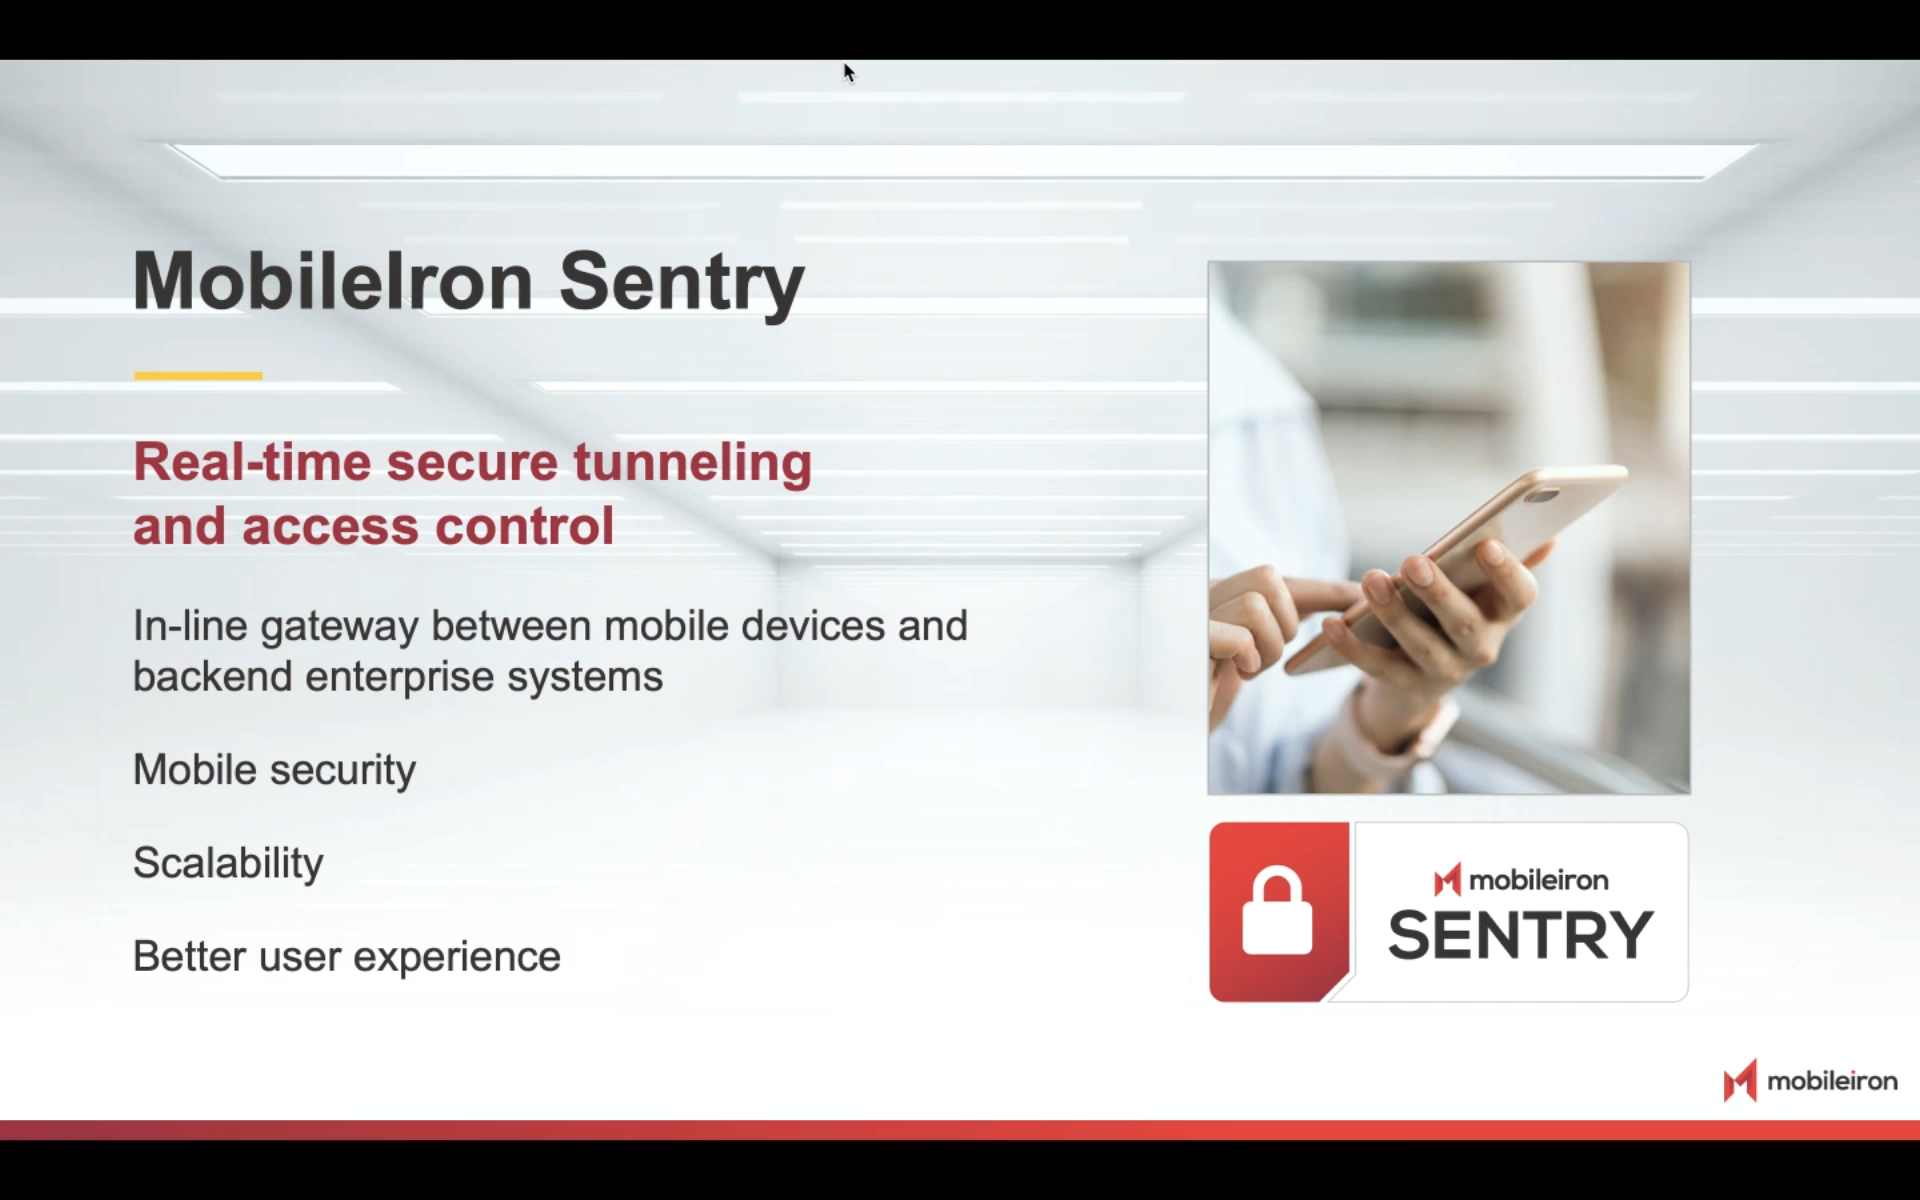 MobileIron Sentry
Real-time secure tunneling
and access control
In-line gateway between mobile devices and
backend enterprise systems
Mobile security
Scalability
Better user experience
mobileiron
SENTRY
mobileiron